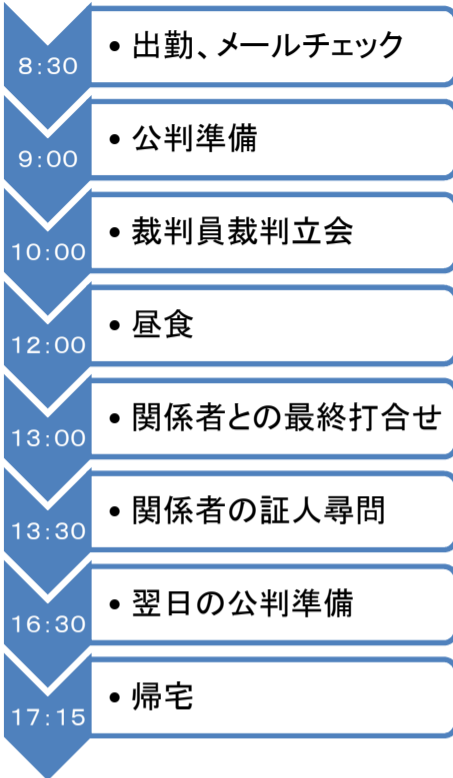 8:30
• 出勤、メールチェック
9:00
• 公判準備
10:00
• 裁判員裁判立会
12:00
• 昼食
13:00
• 関係者との最終打合せ
13:30
• 関係者の証人尋問
16:30
• 翌日の公判準備
17:15
• 帰宅